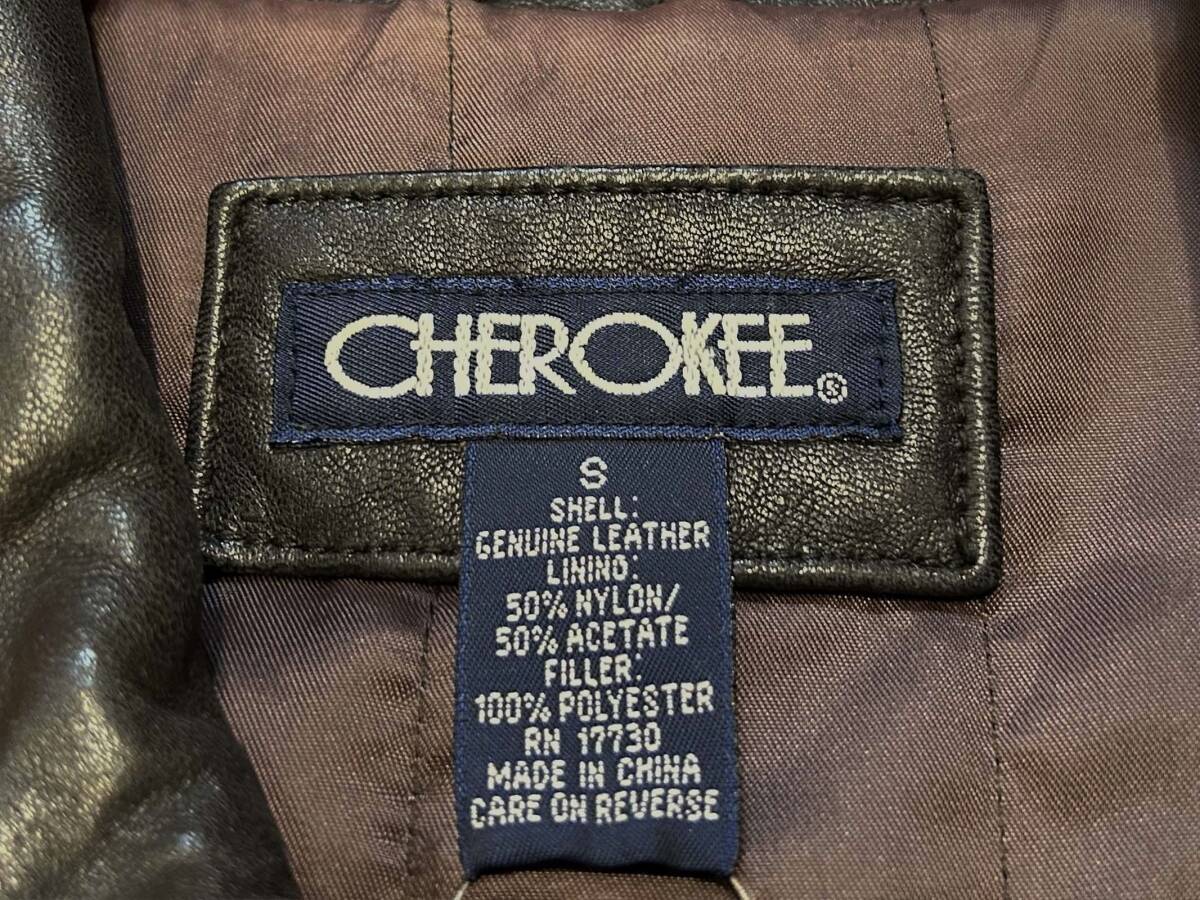 CHEROKEE®
S
SHELL:
GENUINE LEATHER
LINING:
50% NYLON/
50% ACETATE
FILLER:
100% POLYESTER
RN 17730
MADE IN CHINA
CARE ON REVERSE